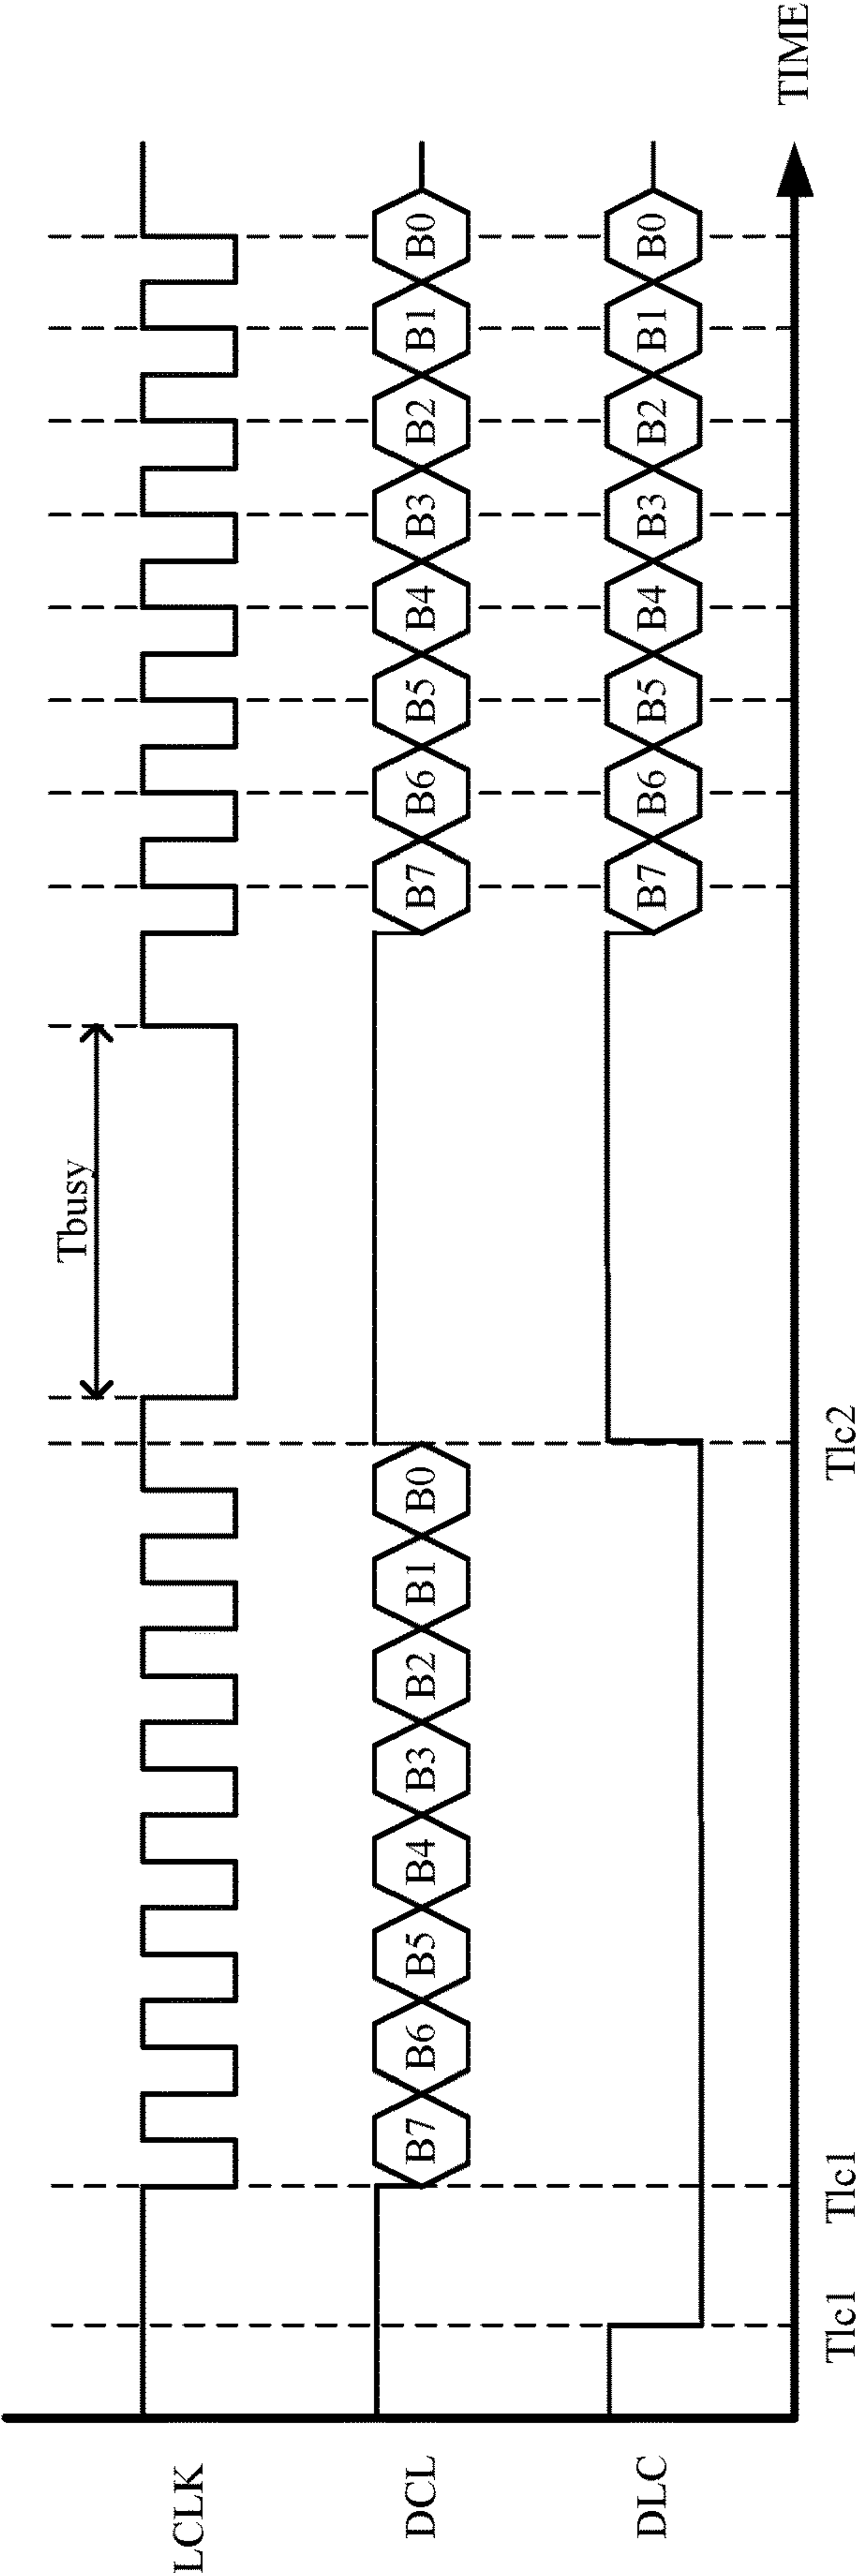 Tbusy
LCLK
DCL
B7 B6 B5 B4 B3 B2 B1 B0 B7 B6 B5 B4 B3 B2 B1 B0
DLC
B7 B6 B5 B4 B3 B2 B1 B0
TIME
Tlc1 Tlc1 Tlc2